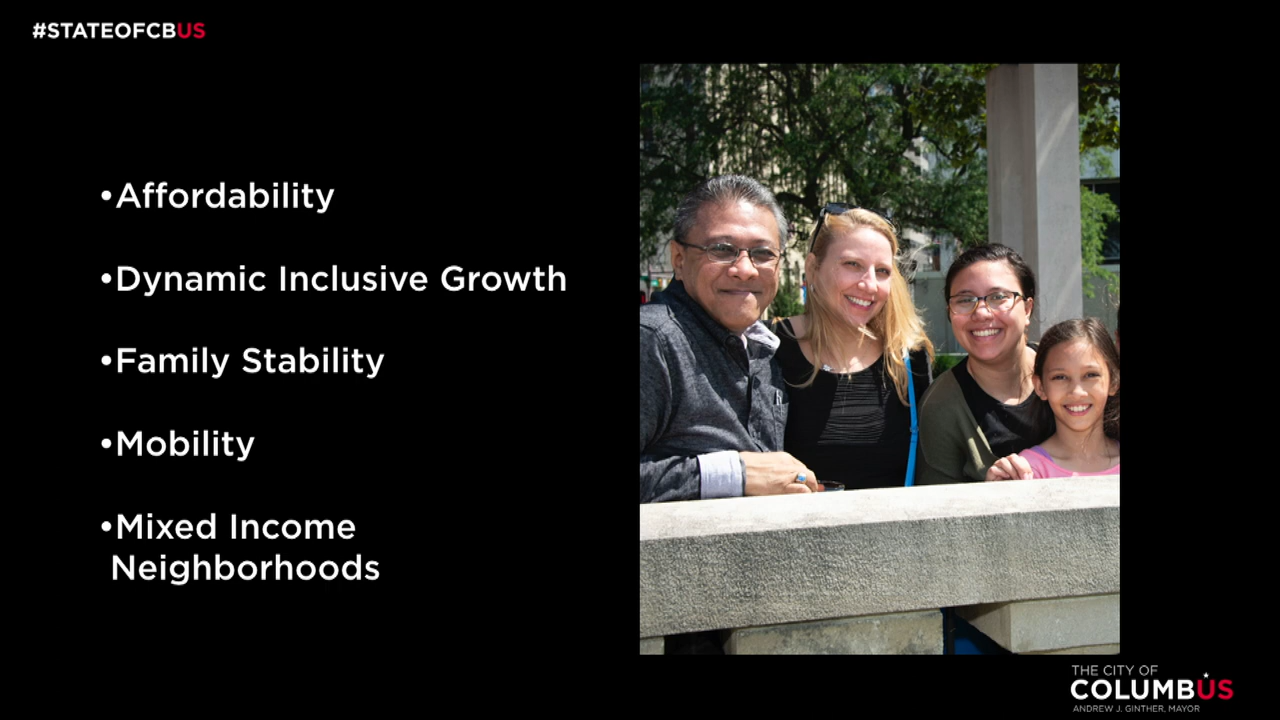 #STATEOFCBUS
•Affordability
•Dynamic Inclusive Growth
•Family Stability
•Mobility
•Mixed Income
Neighborhoods
THE CITY OF
COLUMBUS
ANDREW J. GINTHER, MAYOR